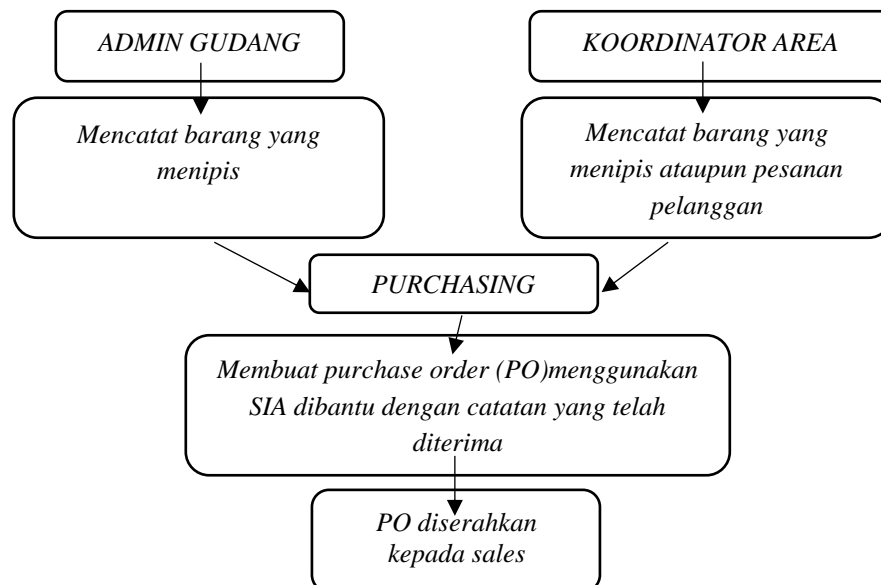 ADMIN GUDANG
KOORDINATOR AREA
Mencatat barang yang
menipis
Mencatat barang yang
menipis ataupun pesanan
pelanggan
PURCHASING
Membuat purchase order (PO)menggunakan
SIA dibantu dengan catatan yang telah
diterima
PO diserahkan
kepada sales